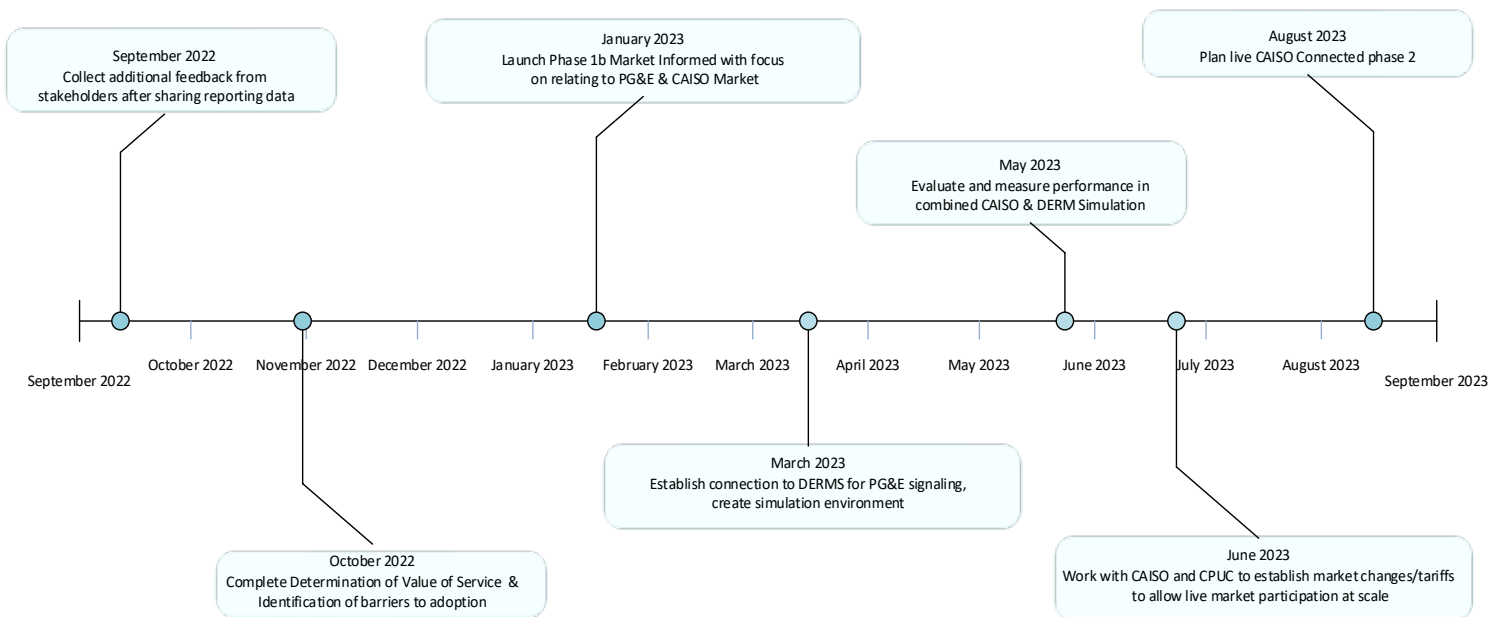 September 2022
Collect additional feedback from
stakeholders after sharing reporting data
January 2023
Launch Phase 1b Market Informed with focus
on relating to PG&E & CAISO Market
August 2023
Plan live CAISO Connected phase 2
May 2023
Evaluate and measure performance in
combined CAISO & DERM Simulation
September 2022
October 2022
November 2022
December 2022
January 2023
February 2023
March 2023
April 2023
May 2023
June 2023
July 2023
August 2023
September 2023
March 2023
Establish connection to DERMS for PG&E signaling,
create simulation environment
October 2022
Complete Determination of Value of Service &
Identification of barriers to adoption
June 2023
Work with CAISO and CPUC to establish market changes/tariffs
to allow live market participation at scale